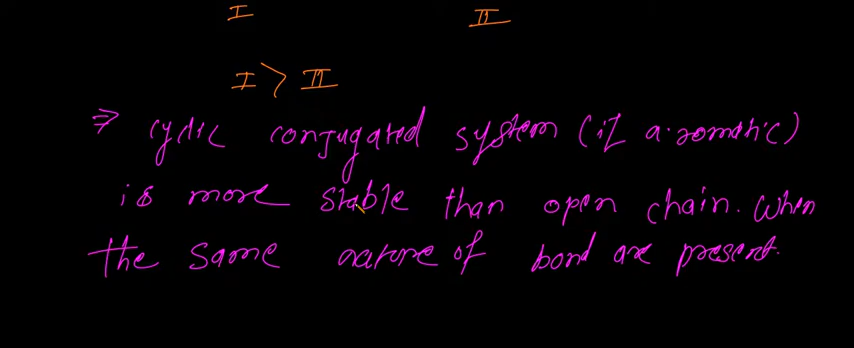 I II
I > II
⇒ cyclic conjugated system (if aromatic)
is more stable than open chain. When
the same nature of bond are present.